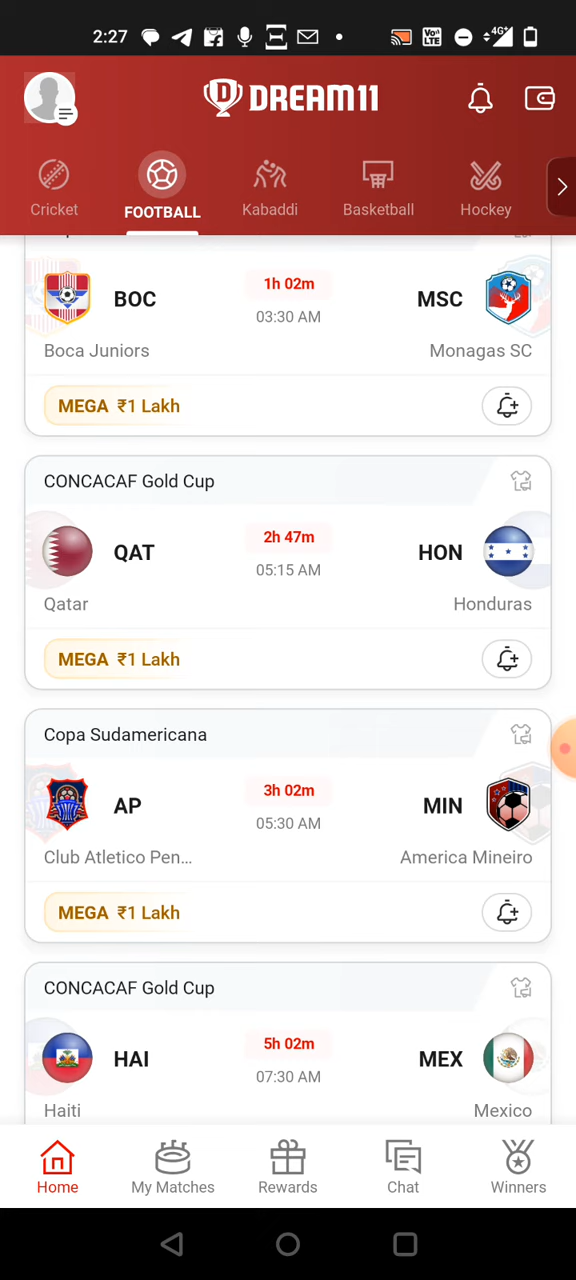 2:27
Vo))
LTE
4G+
DREAM11
Cricket
FOOTBALL
Kabaddi
Basketball
Hockey
BOC
1h 02m
03:30 AM
MSC
Boca Juniors
Monagas SC
MEGA ₹1 Lakh
CONCACAF Gold Cup
QAT
2h 47m
05:15 AM
HON
Qatar
Honduras
MEGA ₹1 Lakh
Copa Sudamericana
AP
3h 02m
05:30 AM
MIN
Club Atletico Pen...
America Mineiro
MEGA ₹1 Lakh
CONCACAF Gold Cup
HAI
5h 02m
07:30 AM
MEX
Haiti
Mexico
Home
My Matches
Rewards
Chat
Winners